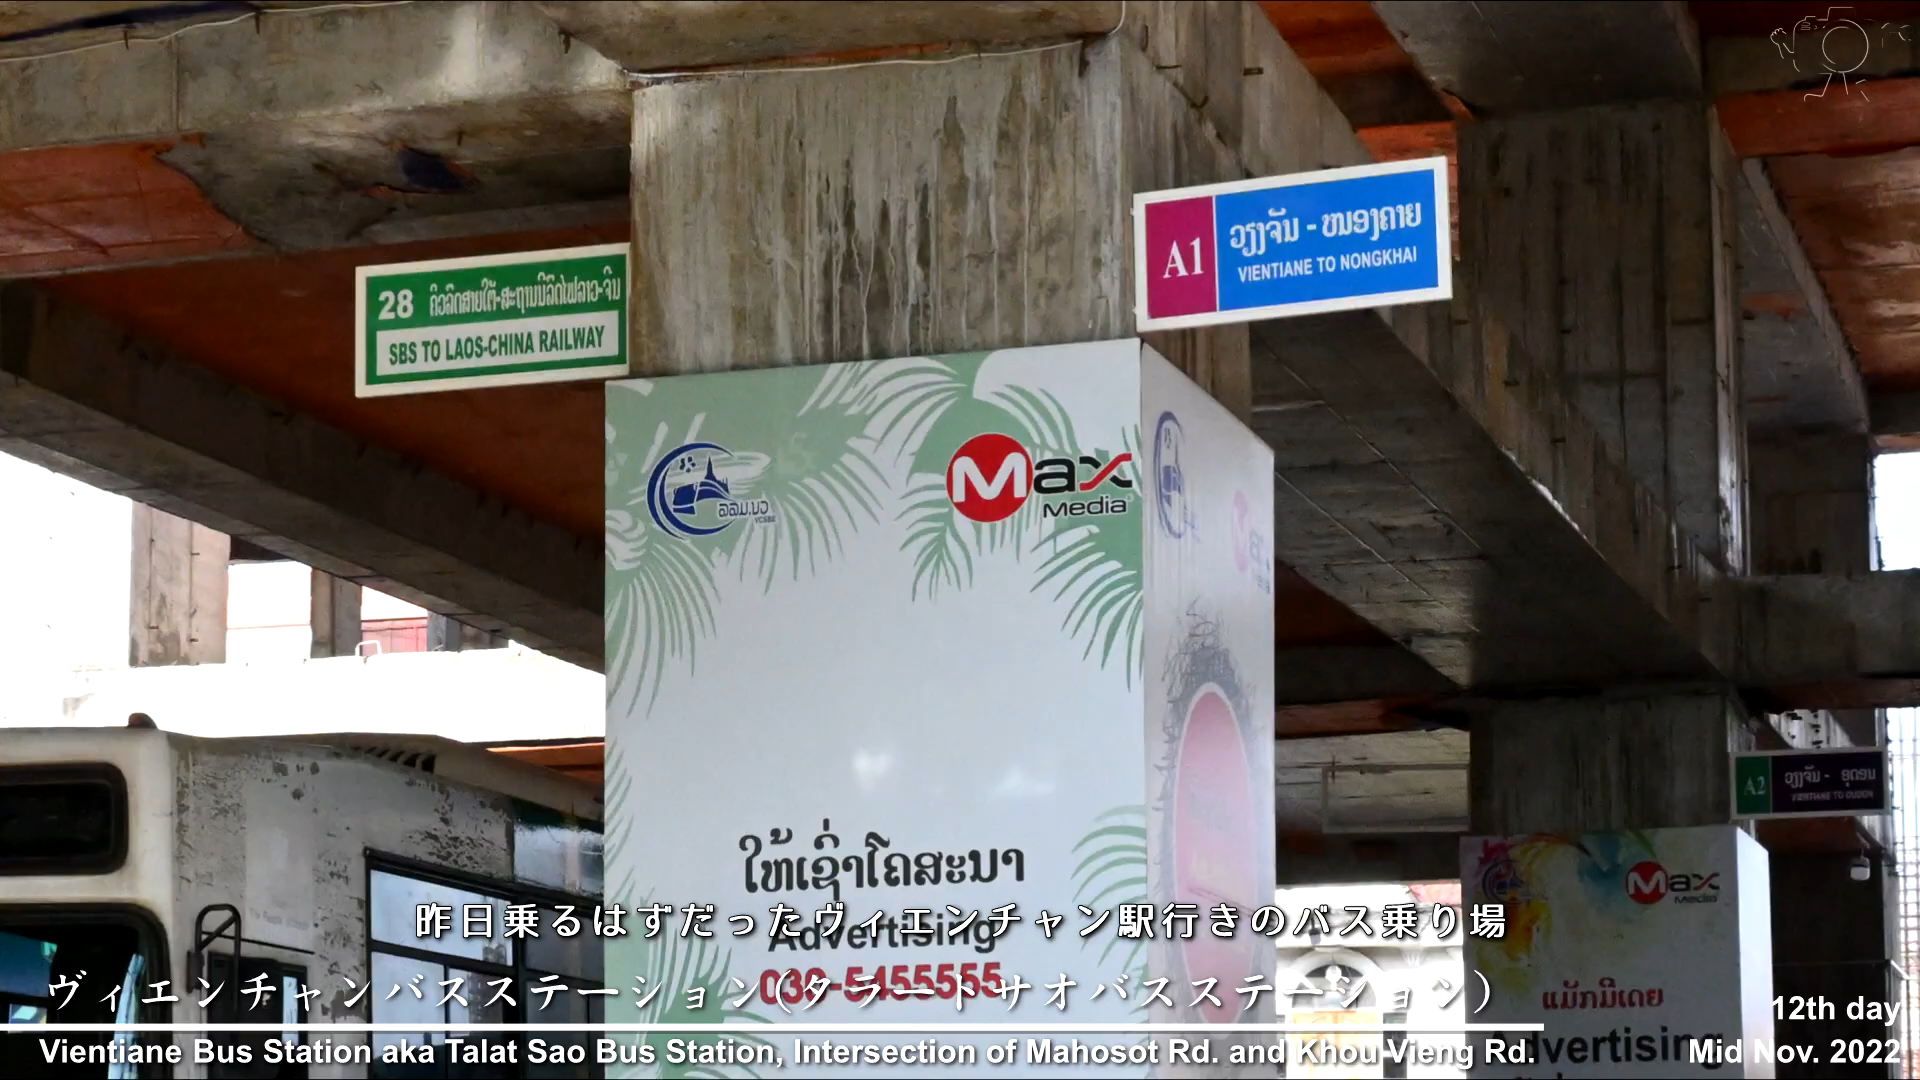 28 ຄິວລົດສາຍໃຕ້-ສະຖານນີລົດໄຟລາວ-ຈີນ
SBS TO LAOS-CHINA RAILWAY
A1
ວຽງຈັນ - ໜອງຄາຍ
VIENTIANE TO NONGKHAI
ລລມ.ນວ
VCSBE
Max
Media
A2
ວຽງຈັນ - ອຸດອນ
VIENTIANE TO OUDON
Max
Media
ໃຫ້ເຊົ່າໂຄສະນາ
Advertising
030-5455555
ແມັກມີເດຍ
Advertising
昨日乗るはずだったヴィエンチャン駅行きのバス乗り場
ヴィエンチャンバスステーション(タラートサオバスステーション)
Vientiane Bus Station aka Talat Sao Bus Station, Intersection of Mahosot Rd. and Khou Vieng Rd.
12th day
Mid Nov. 2022